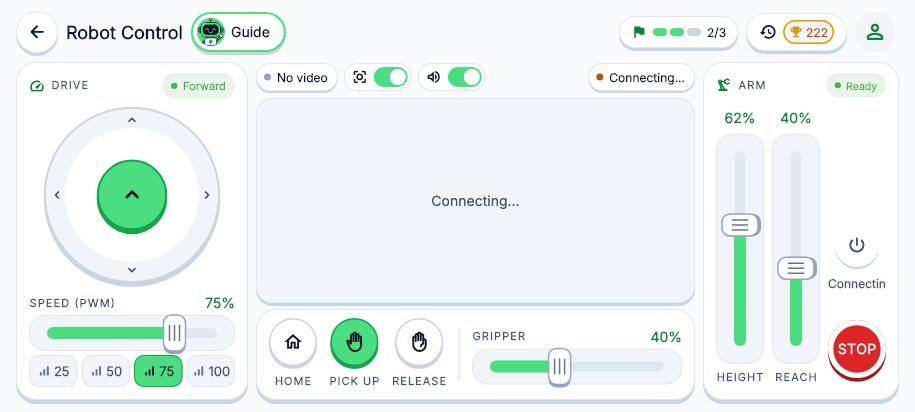 Robot Control
Guide
2/3
222
DRIVE
Forward
SPEED (PWM)
75%
25
50
75
100
No video
Connecting...
Connecting...
HOME
PICK UP
RELEASE
GRIPPER
40%
ARM
Ready
62%
40%
HEIGHT
REACH
Connectin
STOP